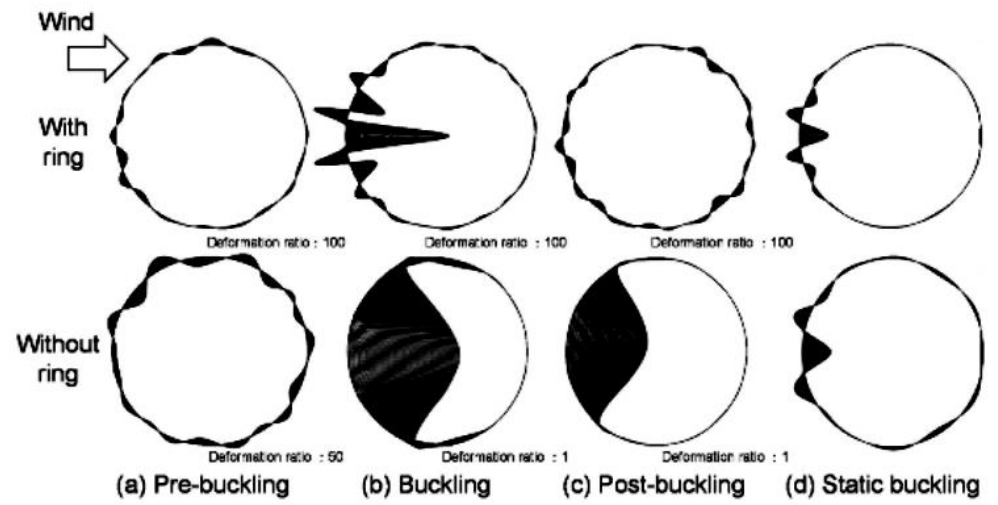 Wind
With
ring
Deformation ratio : 100
Deformation ratio : 100
Deformation ratio : 100
Without
ring
Deformation ratio : 50
Deformation ratio : 1
Deformation ratio : 1
(a) Pre-buckling
(b) Buckling
(c) Post-buckling
(d) Static buckling